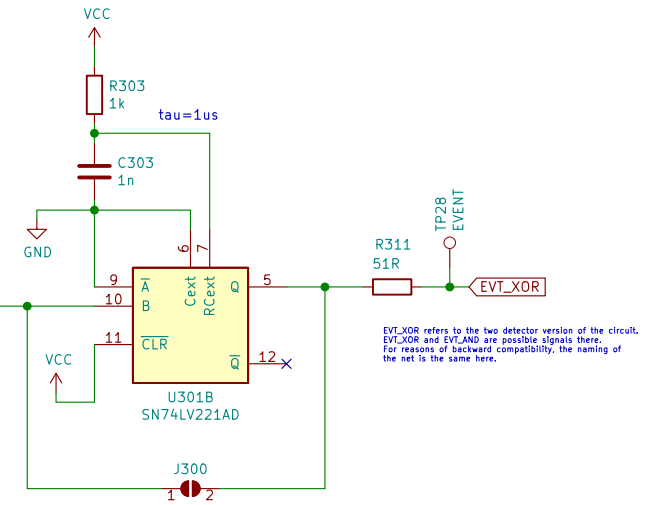 VCC
R303
1k
tau=1us
C303
1n
GND
6
7
TP28
EVENT
R311
51R
9
A
Cext
RCext
Q
5
EVT_XOR
10
B
11
CLR
VCC
Q
12
EVT_XOR refers to the two detector version of the circuit.
EVT_XOR and EVT_AND are possible signals there.
For reasons of backward compatibility, the naming of
the net is the same here.
U301B
SN74LV221AD
J300
1
2